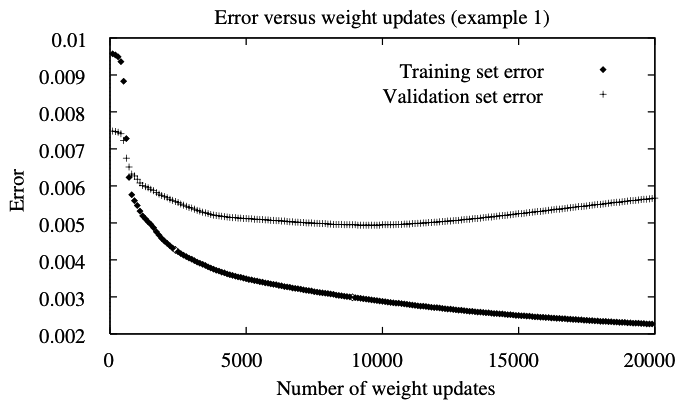 Error versus weight updates (example 1)
0.01
0.009
0.008
0.007
0.006
0.005
0.004
0.003
0.002
Error
Training set error
Validation set error
0 5000 10000 15000 20000
Number of weight updates